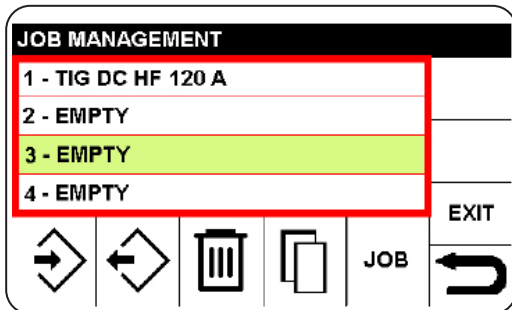 JOB MANAGEMENT
1 - TIG DC HF 120 A
2 - EMPTY
3 - EMPTY
4 - EMPTY
EXIT
JOB